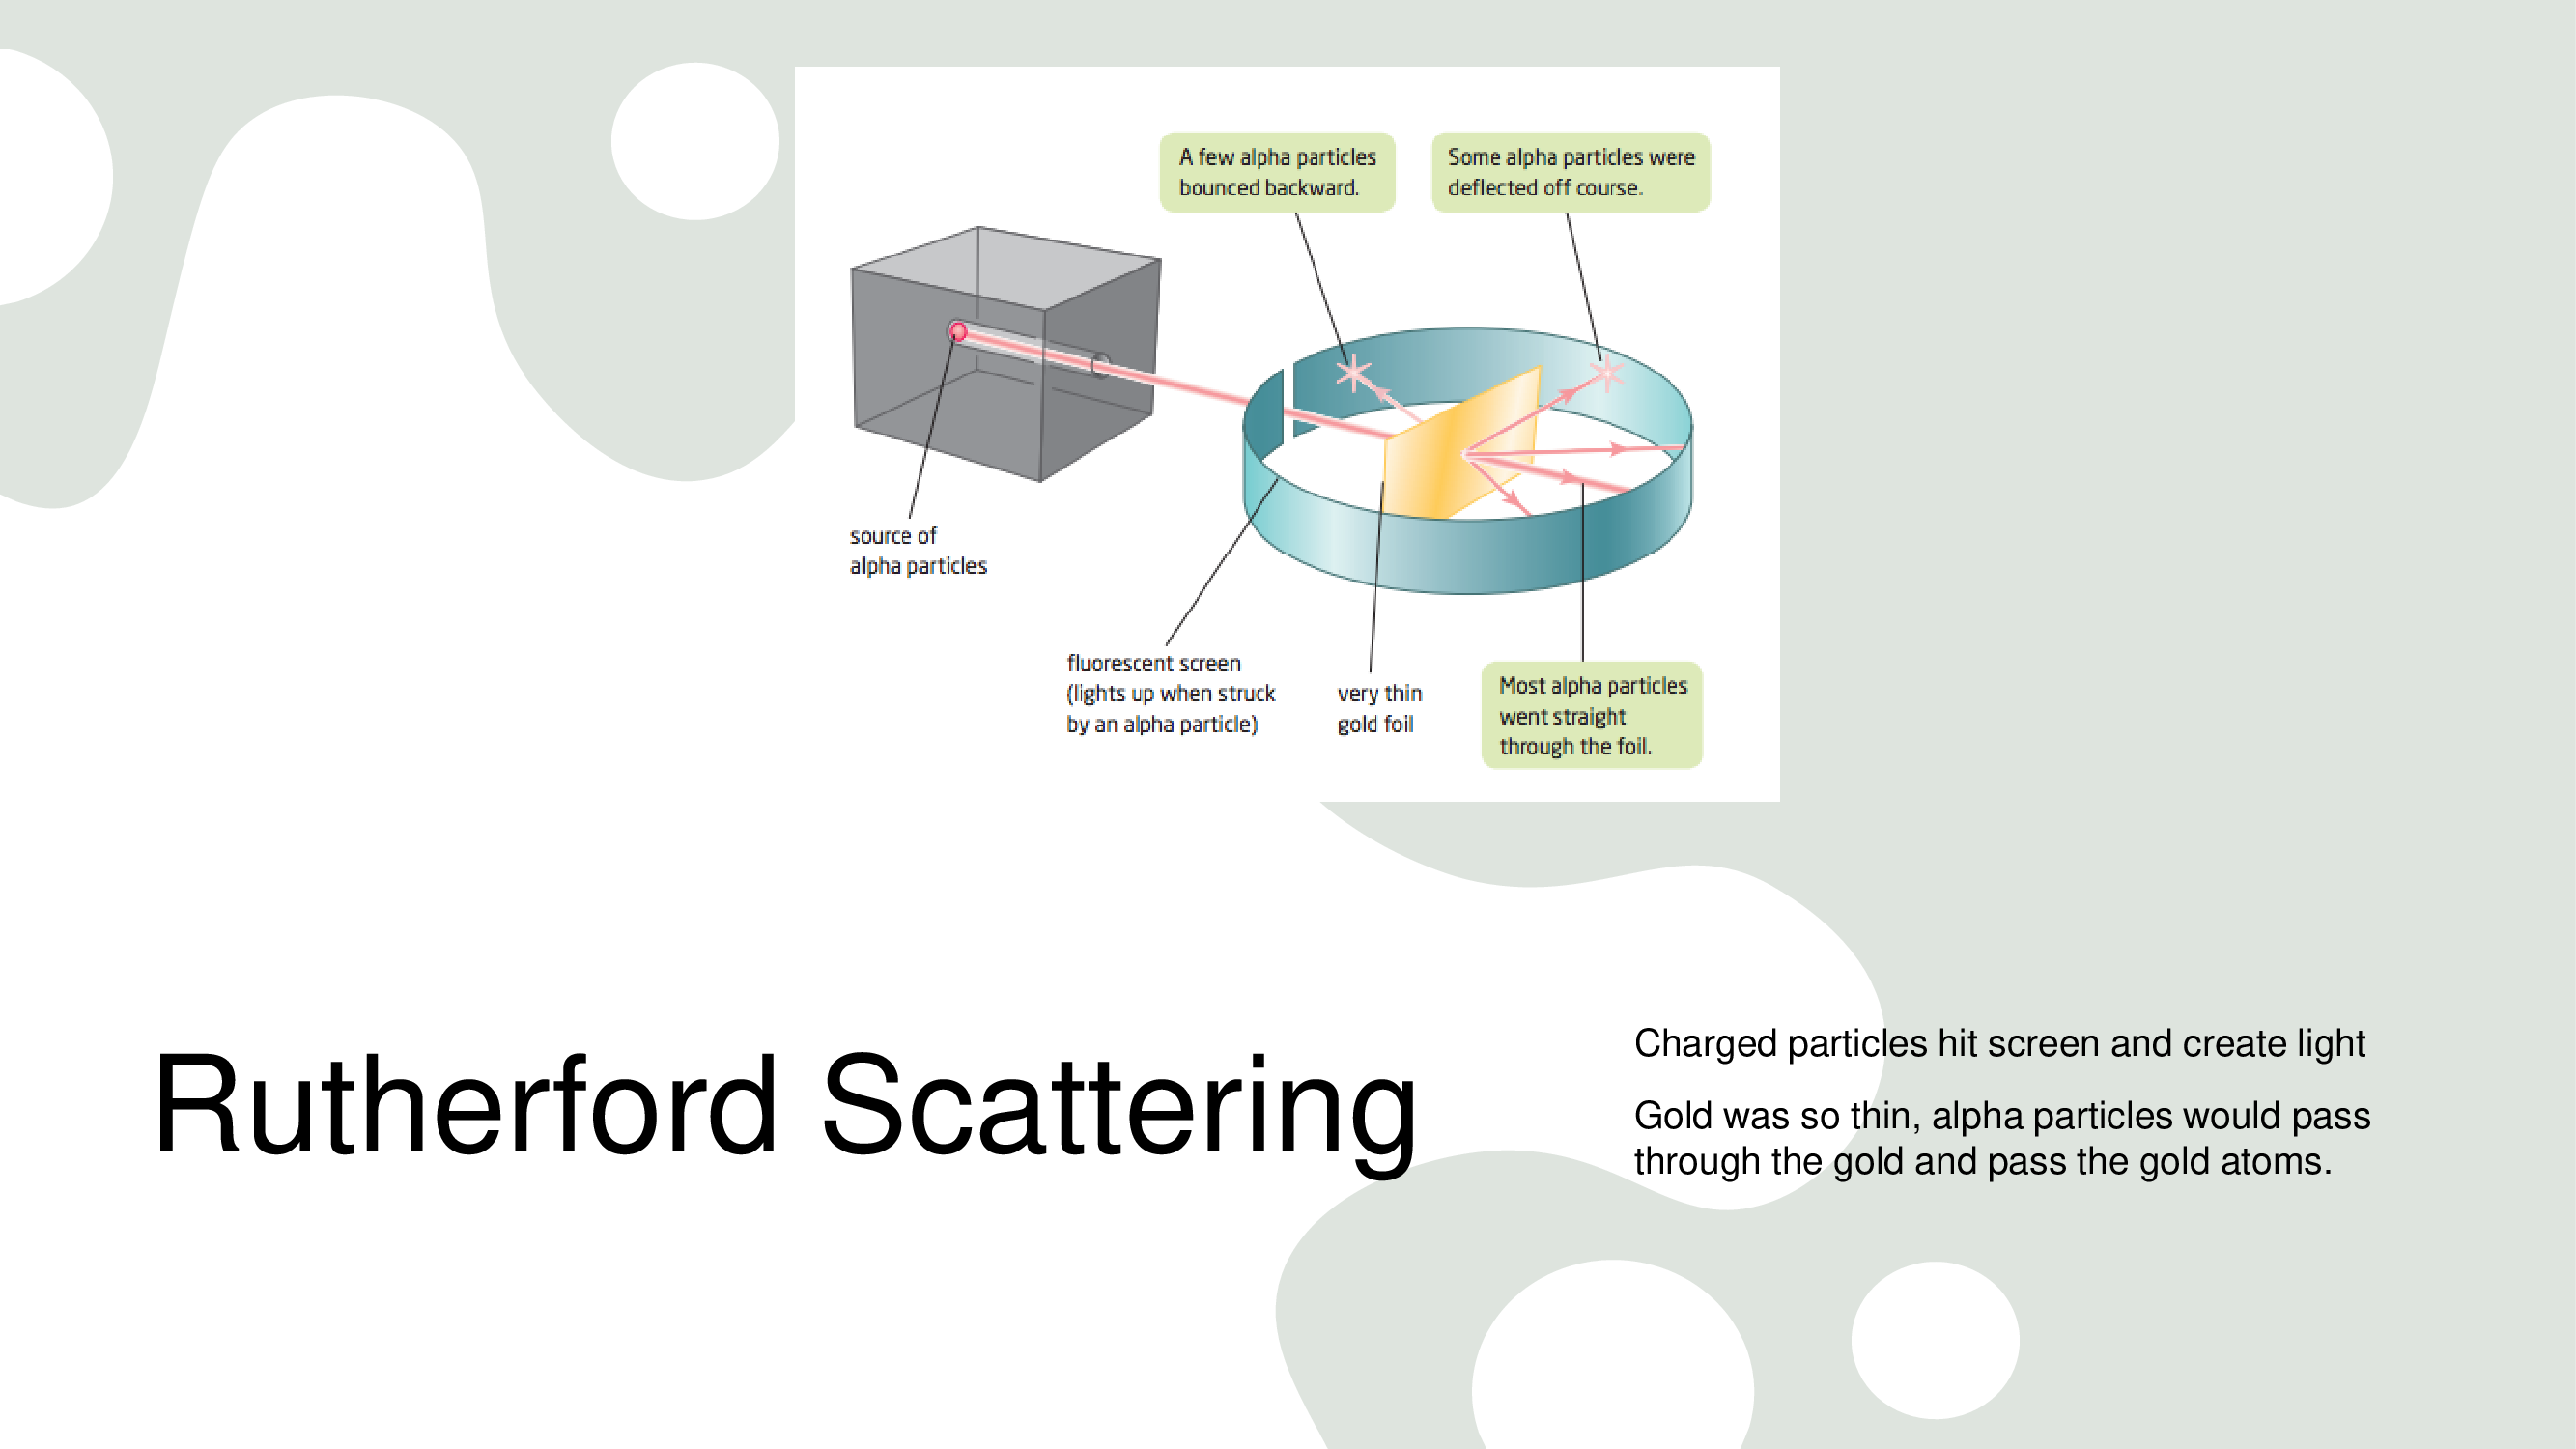 A few alpha particles
bounced backward.
Some alpha particles were
deflected off course.
source of
alpha particles
fluorescent screen
(lights up when struck
by an alpha particle)
very thin
gold foil
Most alpha particles
went straight
through the foil.
Rutherford Scattering
Charged particles hit screen and create light
Gold was so thin, alpha particles would pass
through the gold and pass the gold atoms.